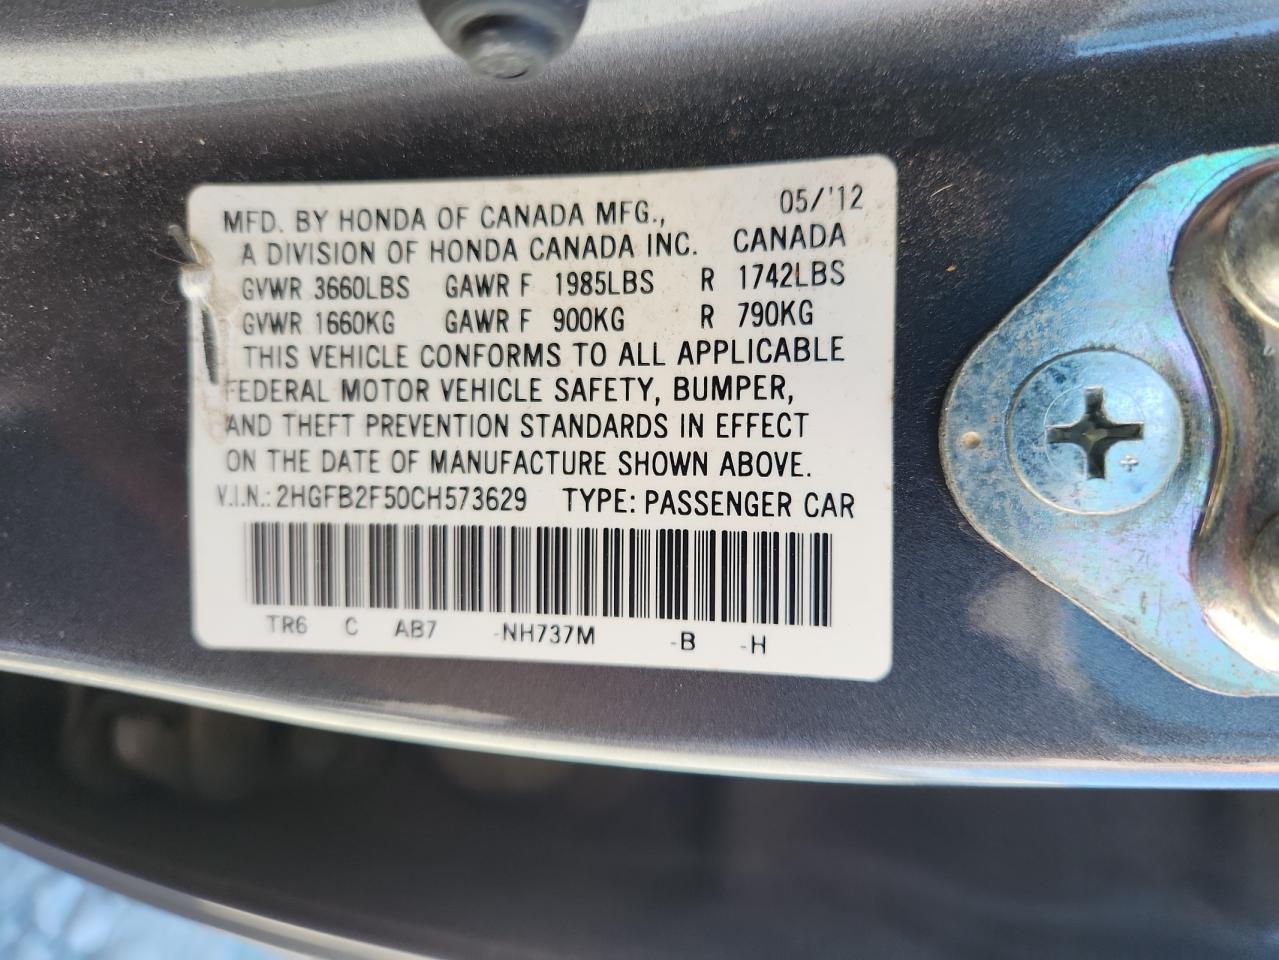 MFD. BY HONDA OF CANADA MFG., 05/'12
A DIVISION OF HONDA CANADA INC. CANADA
GVWR 3660LBS GAWR F 1985LBS R 1742LBS
GVWR 1660KG GAWR F 900KG R 790KG
THIS VEHICLE CONFORMS TO ALL APPLICABLE
FEDERAL MOTOR VEHICLE SAFETY, BUMPER,
AND THEFT PREVENTION STANDARDS IN EFFECT
ON THE DATE OF MANUFACTURE SHOWN ABOVE.
V.I.N.: 2HGFB2F50CH573629 TYPE: PASSENGER CAR
TR6 C AB7 -NH737M -B -H